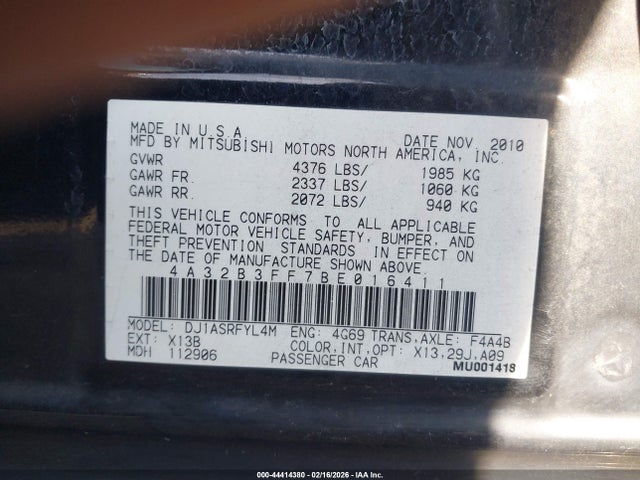 MADE IN U.S.A. DATE NOV. 2010
MFD BY MITSUBISHI MOTORS NORTH AMERICA, INC.
GVWR 4376 LBS/ 1985 KG
GAWR FR. 2337 LBS/ 1060 KG
GAWR RR. 2072 LBS/ 940 KG
THIS VEHICLE CONFORMS TO ALL APPLICABLE
FEDERAL MOTOR VEHICLE SAFETY, BUMPER, AND
THEFT PREVENTION STANDARDS IN EFFECT ON
THE DATE OF MANUFACTURE SHOWN ABOVE.
4A32B3FF7BE016411
MODEL: DJ1ASRFYL4M ENG: 4G69 TRANS,AXLE: F4A4B
EXT: X13B COLOR,INT,OPT: X13,29J,A09
MDH 112906 PASSENGER CAR
MU001418
000-44414380 - 02/16/2026 - IAA Inc.